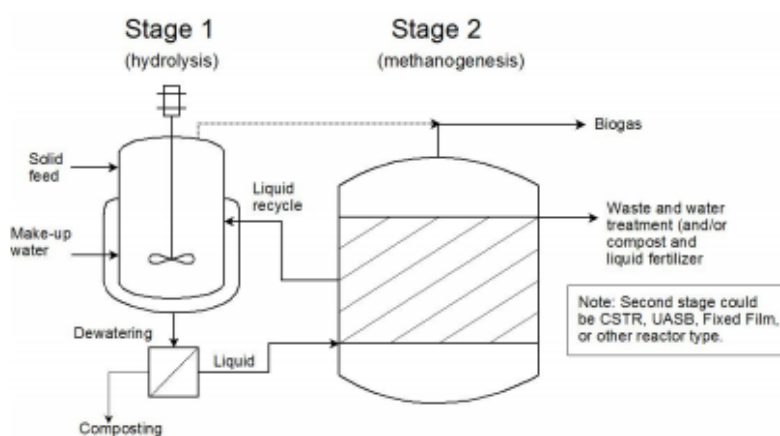 Stage 1
(hydrolysis)
Stage 2
(methanogenesis)
Biogas
Solid
feed
Liquid
recycle
Waste and water
treatment (and/or
compost and
liquid fertilizer
Make-up
water
Note: Second stage could
be CSTR, UASB, Fixed Film,
or other reactor type.
Dewatering
Liquid
Composting